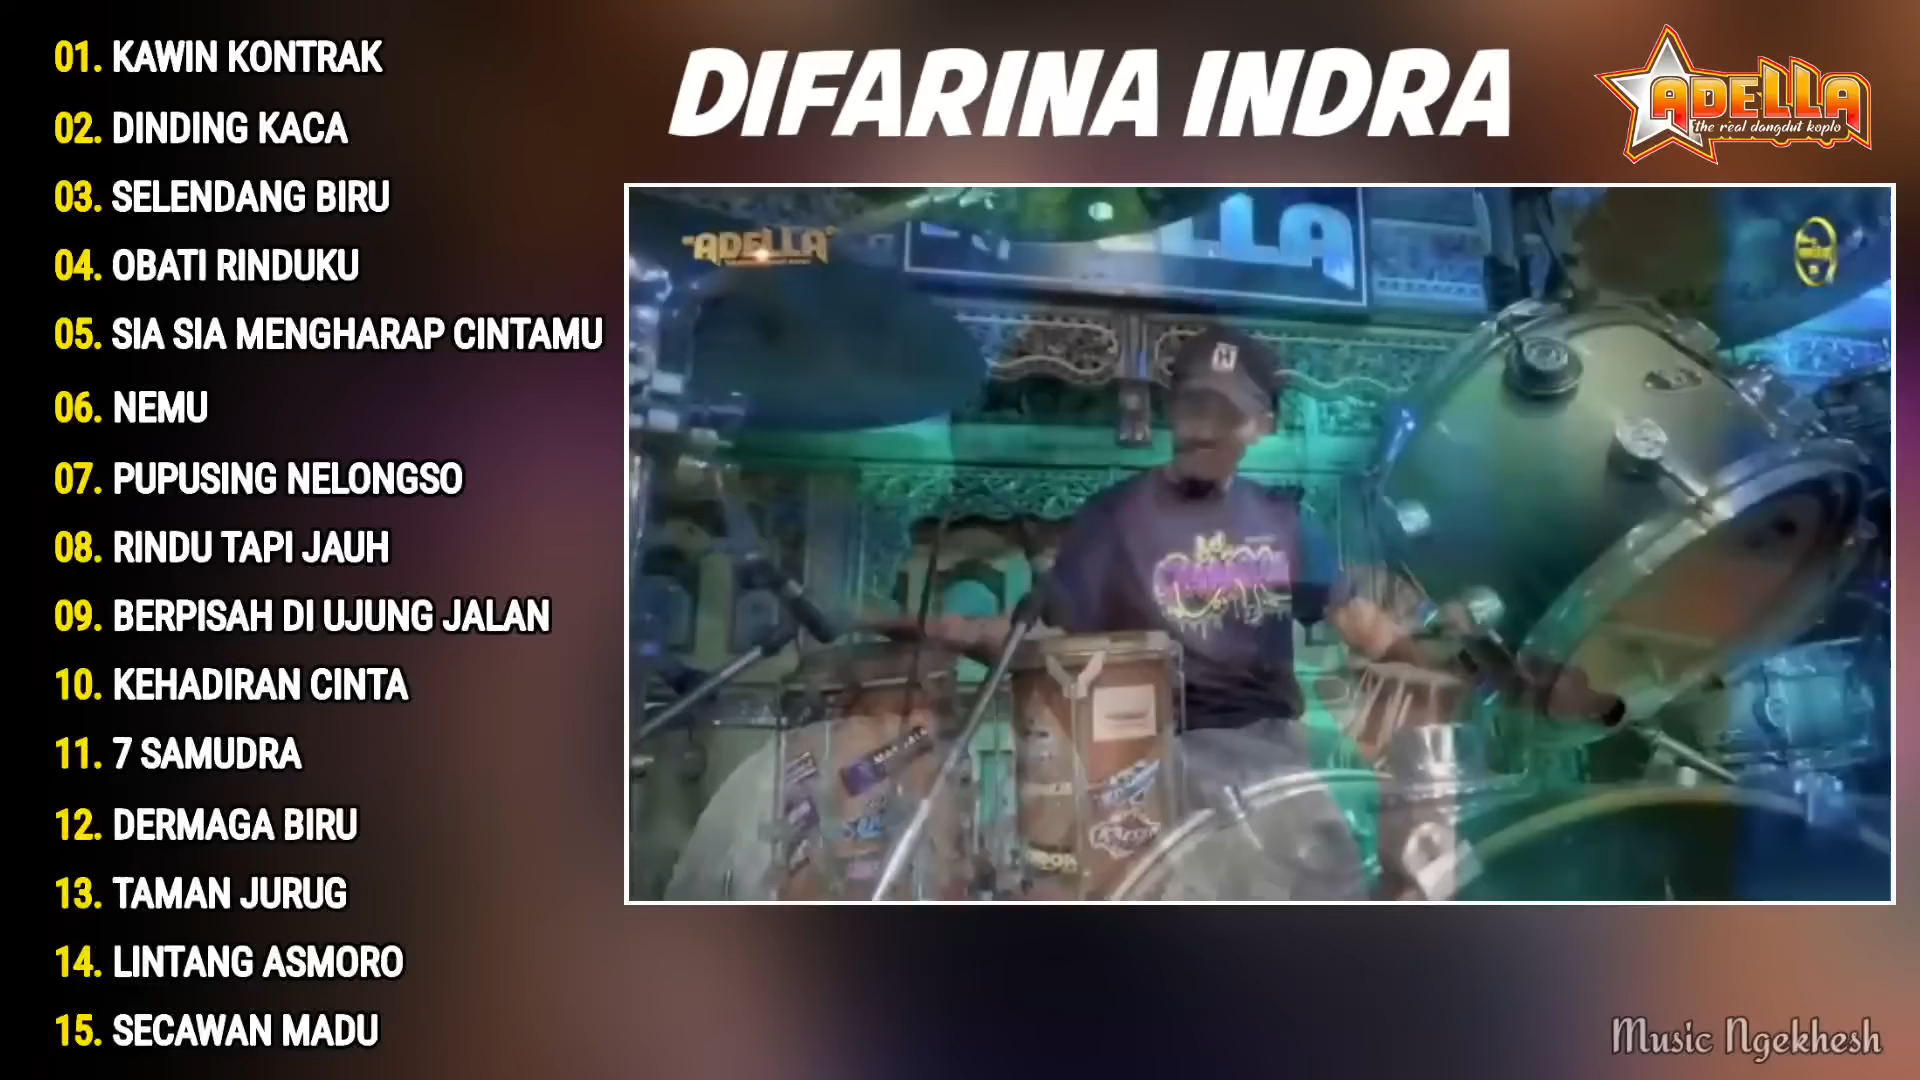 01. KAWIN KONTRAK
02. DINDING KACA
03. SELENDANG BIRU
04. OBATI RINDUKU
05. SIA SIA MENGHARAP CINTAMU
06. NEMU
07. PUPUSING NELONGSO
08. RINDU TAPI JAUH
09. BERPISAH DI UJUNG JALAN
10. KEHADIRAN CINTA
11. 7 SAMUDRA
12. DERMAGA BIRU
13. TAMAN JURUG
14. LINTANG ASMORO
15. SECAWAN MADU
DIFARINA INDRA
ADELLA
the real dangdut koplo
ADELLA
Music Ngekhesh